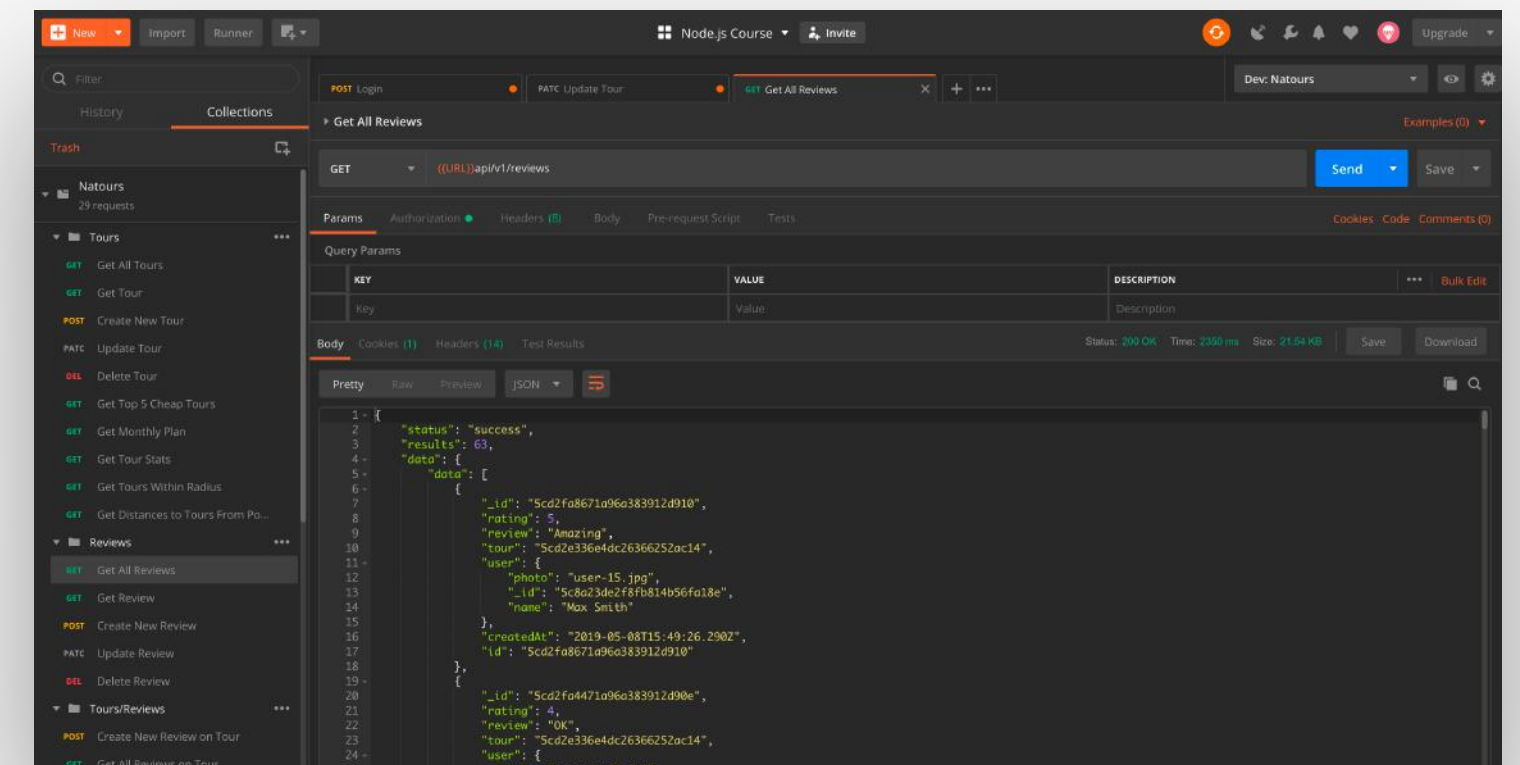 New Import Runner Node.js Course Invite Upgrade
Filter
History Collections
Trash
Natours
29 requests
Tours
GET Get All Tours
GET Get Tour
POST Create New Tour
PATC Update Tour
DEL Delete Tour
GET Get Top 5 Cheap Tours
GET Get Monthly Plan
GET Get Tour Stats
GET Get Tours Within Radius
GET Get Distances to Tours From Po...
Reviews
GET Get All Reviews
GET Get Review
POST Create New Review
PATC Update Review
DEL Delete Review
Tours/Reviews
POST Create New Review on Tour
GET Get All Reviews on Tour
POST Login PATC Update Tour GET Get All Reviews Dev: Natours
Get All Reviews Examples (0)
GET {{URL}}api/v1/reviews Send Save
Params Authorization Headers (8) Body Pre-request Script Tests Cookies Code Comments (0)
Query Params
KEY VALUE DESCRIPTION Bulk Edit
Key Value Description
Body Cookies (1) Headers (14) Test Results Status: 200 OK Time: 2350 ms Size: 21.54 KB Save Download
Pretty Raw Preview JSON
1 {
2 "status": "success",
3 "results": 63,
4 "data": {
5 "data": [
6 {
7 "_id": "5cd2fa8671a96a383912d910",
8 "rating": 5,
9 "review": "Amazing",
10 "tour": "5cd2e336e4dc26366252ac14",
11 "user": {
12 "photo": "user-15.jpg",
13 "_id": "5c8a23de2f8fb814b56fa18e",
14 "name": "Max Smith"
15 },
16 "createdAt": "2019-05-08T15:49:26.290Z",
17 "id": "5cd2fa8671a96a383912d910"
18 },
19 {
20 "_id": "5cd2fa4471a96a383912d90e",
21 "rating": 4,
22 "review": "OK",
23 "tour": "5cd2e336e4dc26366252ac14",
24 "user": {